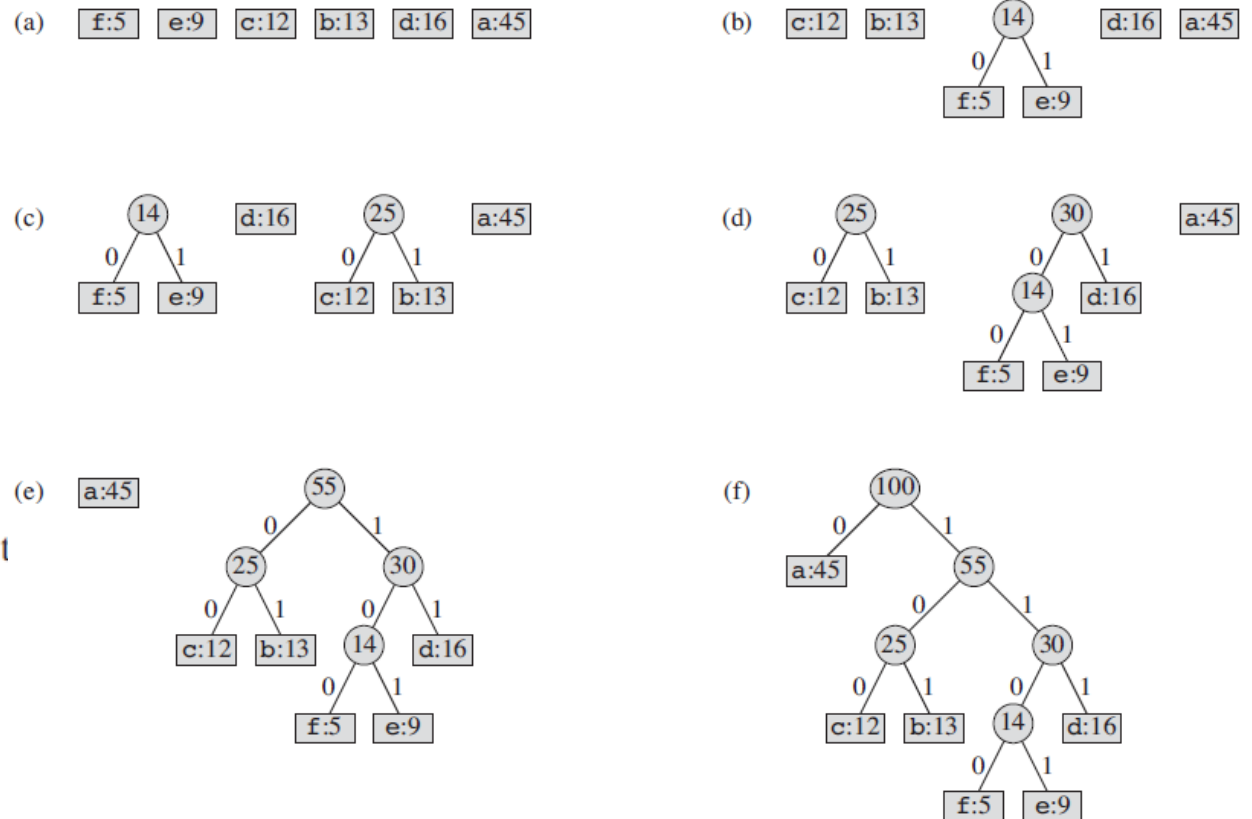 (a) f:5 e:9 c:12 b:13 d:16 a:45
(b) c:12 b:13 14 d:16 a:45
0 1
f:5 e:9
(c) 14 d:16 25 a:45
0 1 0 1
f:5 e:9 c:12 b:13
(d) 25 30 a:45
0 1 0 1
c:12 b:13 14 d:16
0 1
f:5 e:9
(e) a:45 55
0 1
25 30
0 1 0 1
c:12 b:13 14 d:16
0 1
f:5 e:9
t
(f) 100
0 1
a:45 55
0 1
25 30
0 1 0 1
c:12 b:13 14 d:16
0 1
f:5 e:9